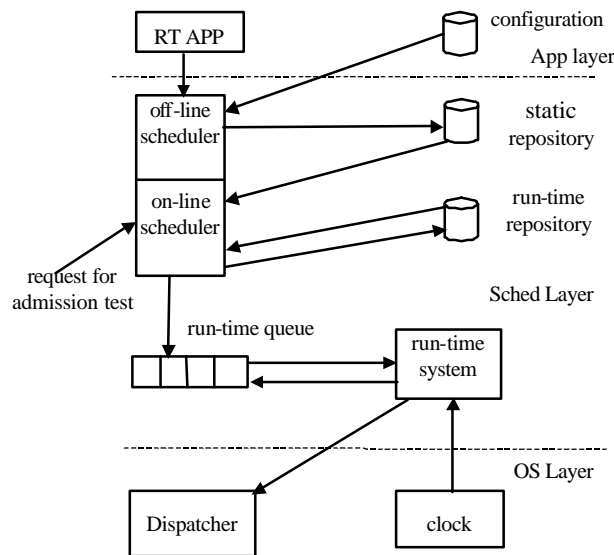 configuration
RT APP
App layer
off-line
scheduler
static
repository
on-line
scheduler
run-time
repository
request for
admission test
Sched Layer
run-time queue
run-time
system
OS Layer
Dispatcher
clock